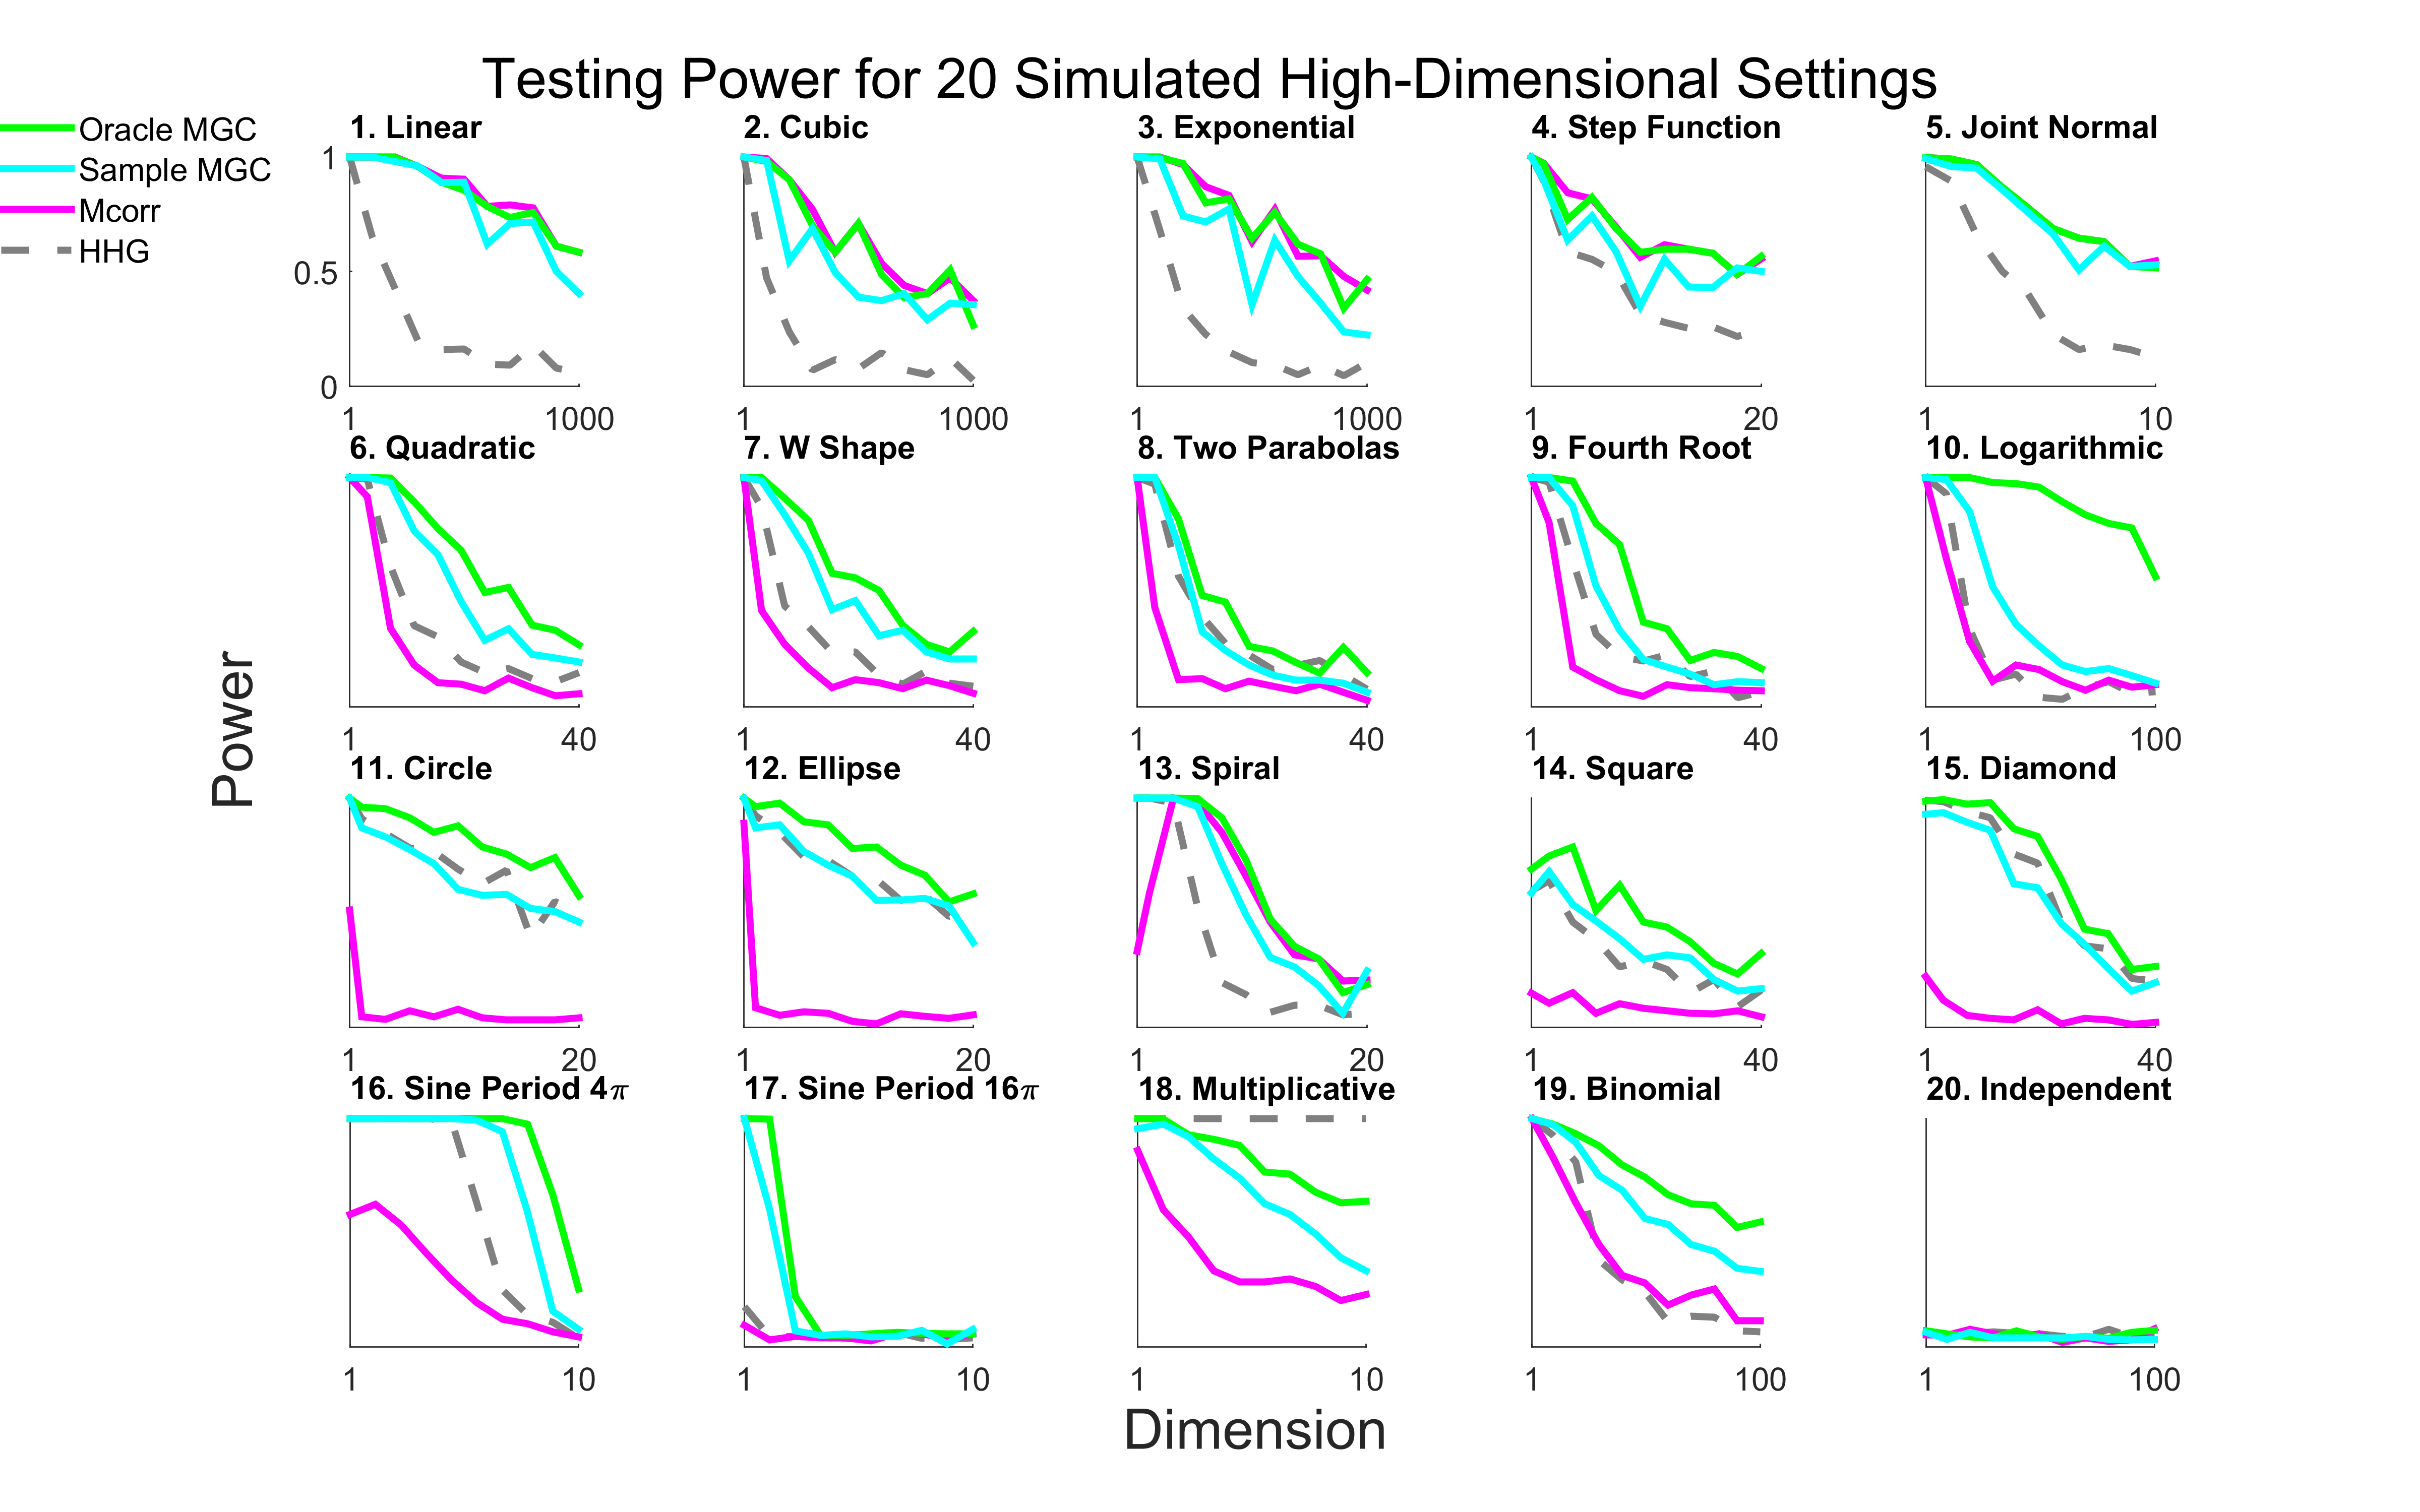 Testing Power for 20 Simulated High-Dimensional Settings
Oracle MGC
Sample MGC
Mcorr
HHG
1. Linear
2. Cubic
3. Exponential
4. Step Function
5. Joint Normal
1
0.5
0
1 1000
1 1000
1 1000
1 20
1 10
6. Quadratic
7. W Shape
8. Two Parabolas
9. Fourth Root
10. Logarithmic
1 40
1 40
1 40
1 40
1 100
Power
11. Circle
12. Ellipse
13. Spiral
14. Square
15. Diamond
1 20
1 20
1 20
1 40
1 40
16. Sine Period 4π
17. Sine Period 16π
18. Multiplicative
19. Binomial
20. Independent
1 10
1 10
1 10
1 100
1 100
Dimension